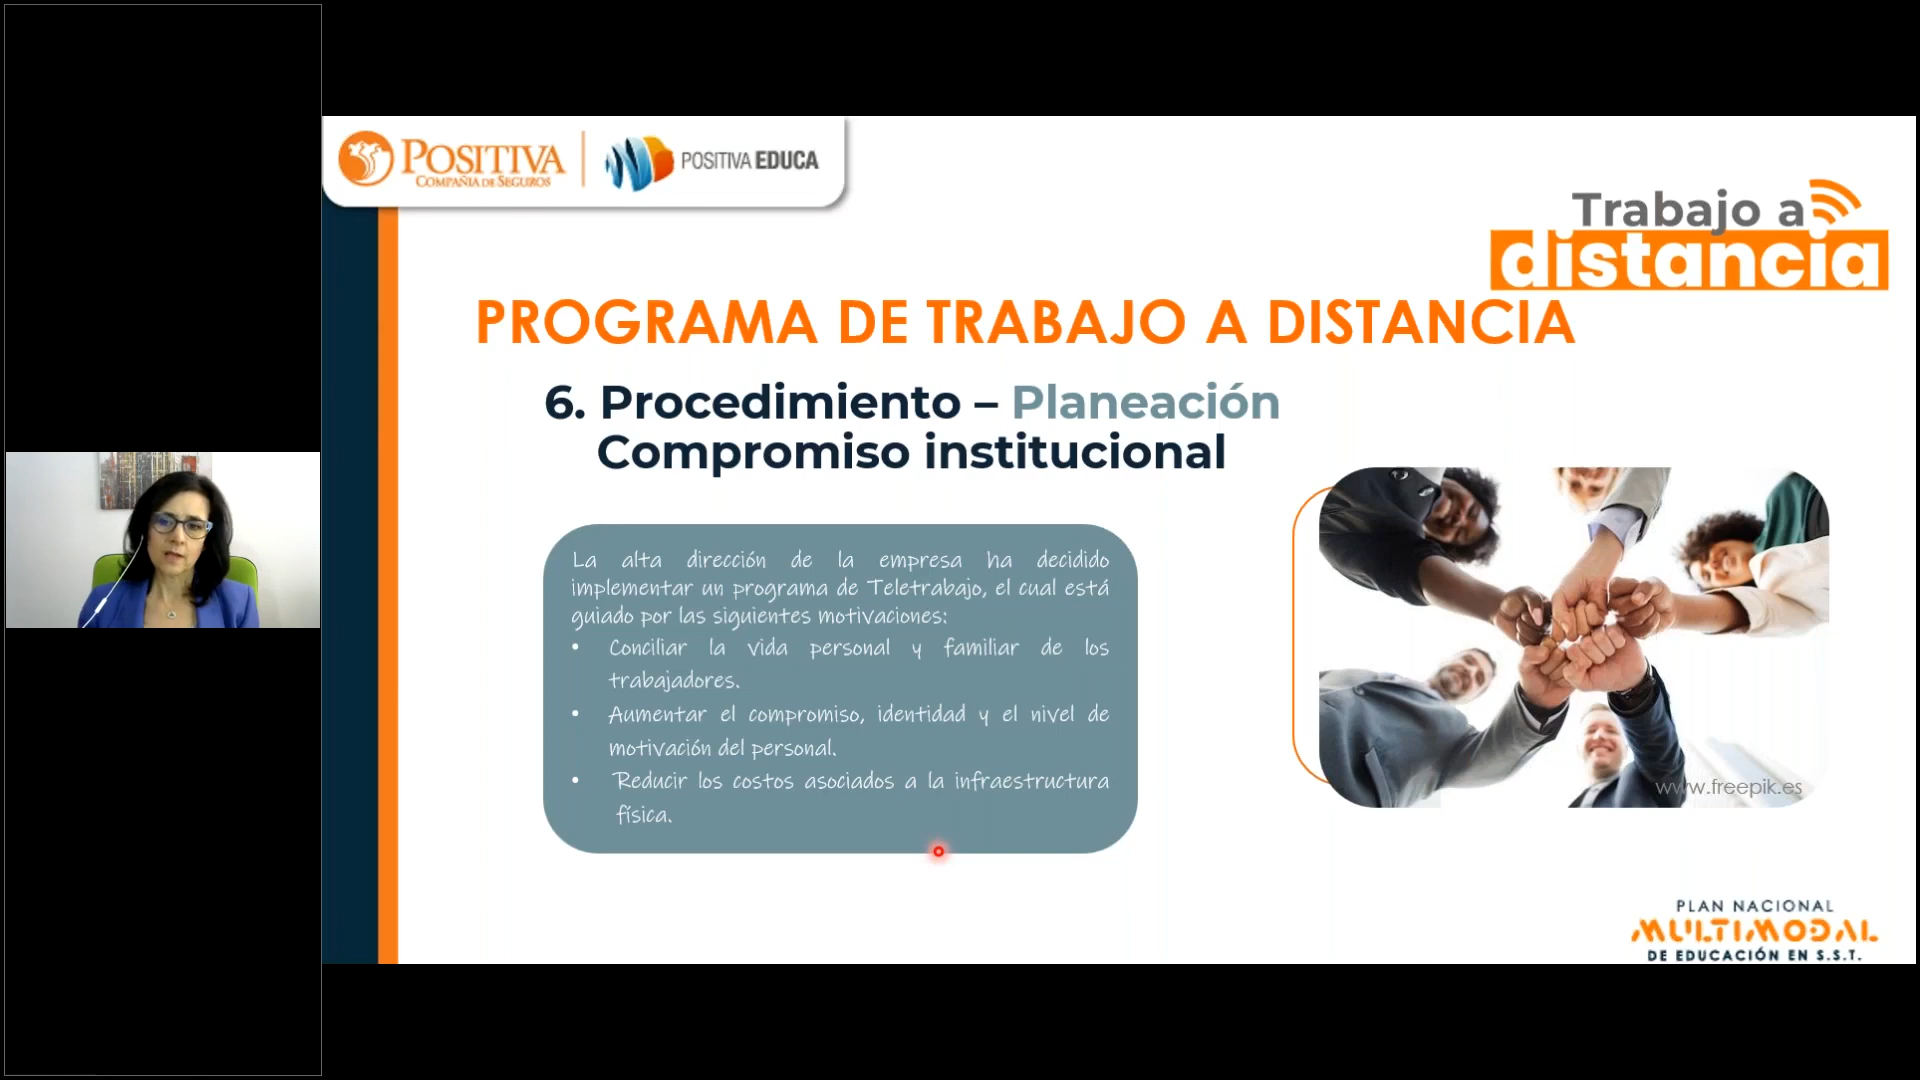 POSITIVA
COMPAÑÍA DE SEGUROS
POSITIVA EDUCA
Trabajo a
distancia
PROGRAMA DE TRABAJO A DISTANCIA
6. Procedimiento – Planeación
Compromiso institucional
La alta dirección de la empresa ha decidido
implementar un programa de Teletrabajo, el cual está
guiado por las siguientes motivaciones:
• Conciliar la vida personal y familiar de los
trabajadores.
• Aumentar el compromiso, identidad y el nivel de
motivación del personal.
• Reducir los costos asociados a la infraestructura
física.
www.freepik.es
PLAN NACIONAL
MULTIMODAL
DE EDUCACIÓN EN S.S.T.